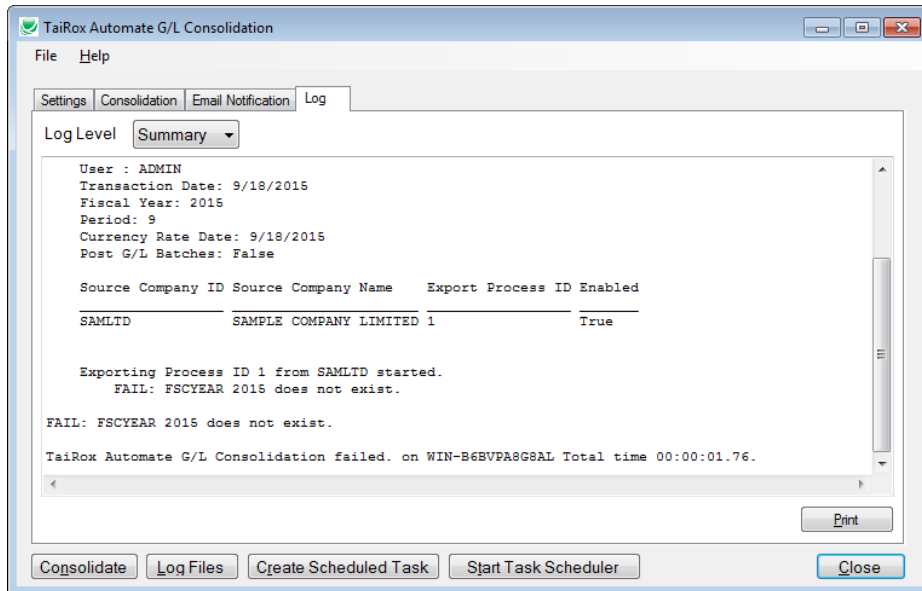 TaiRox Automate G/L Consolidation
File Help
Settings Consolidation Email Notification Log
Log Level Summary
User : ADMIN
Transaction Date: 9/18/2015
Fiscal Year: 2015
Period: 9
Currency Rate Date: 9/18/2015
Post G/L Batches: False
Source Company ID Source Company Name Export Process ID Enabled
SAMLTD SAMPLE COMPANY LIMITED 1 True
Exporting Process ID 1 from SAMLTD started.
FAIL: FSCYEAR 2015 does not exist.
FAIL: FSCYEAR 2015 does not exist.
TaiRox Automate G/L Consolidation failed. on WIN-B6BVPA8G8AL Total time 00:00:01.76.
Print
Consolidate Log Files Create Scheduled Task Start Task Scheduler Close